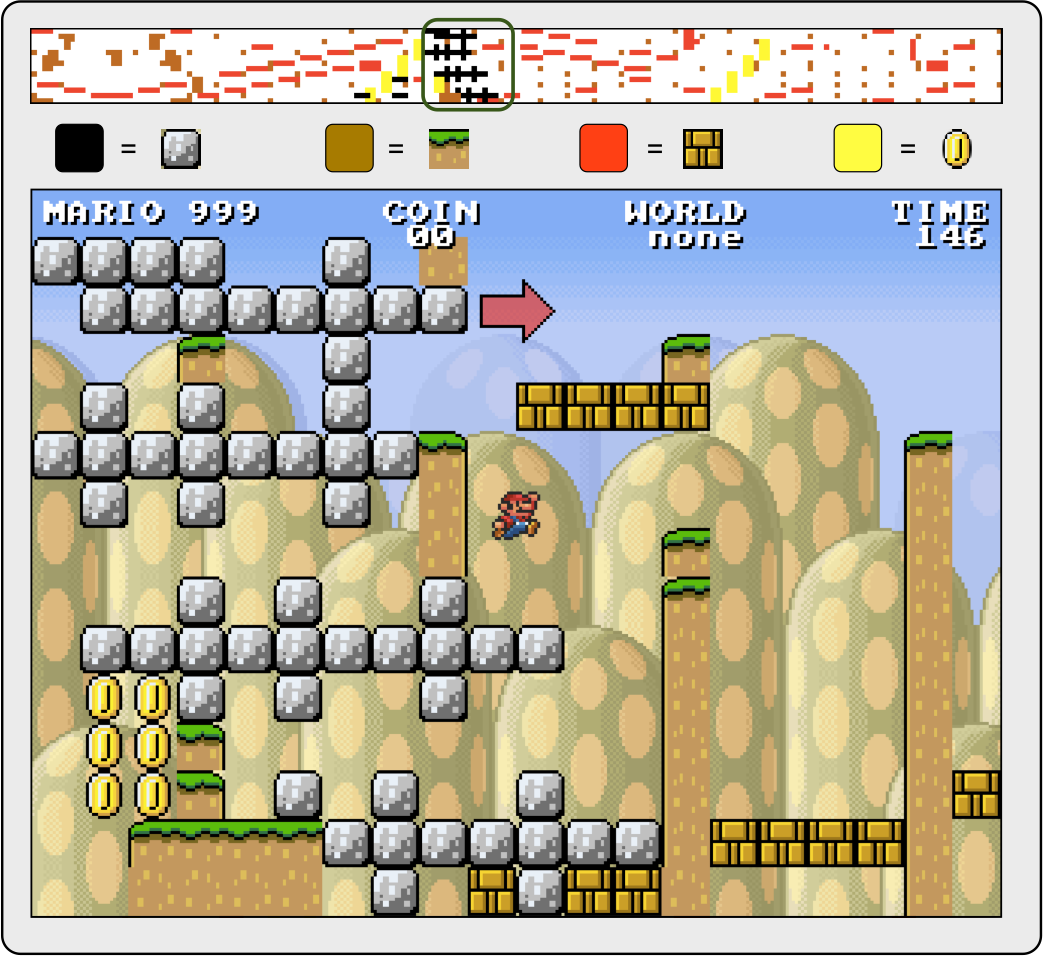 = = = =
MARIO 999 COIN WORLD TIME
00 none 146